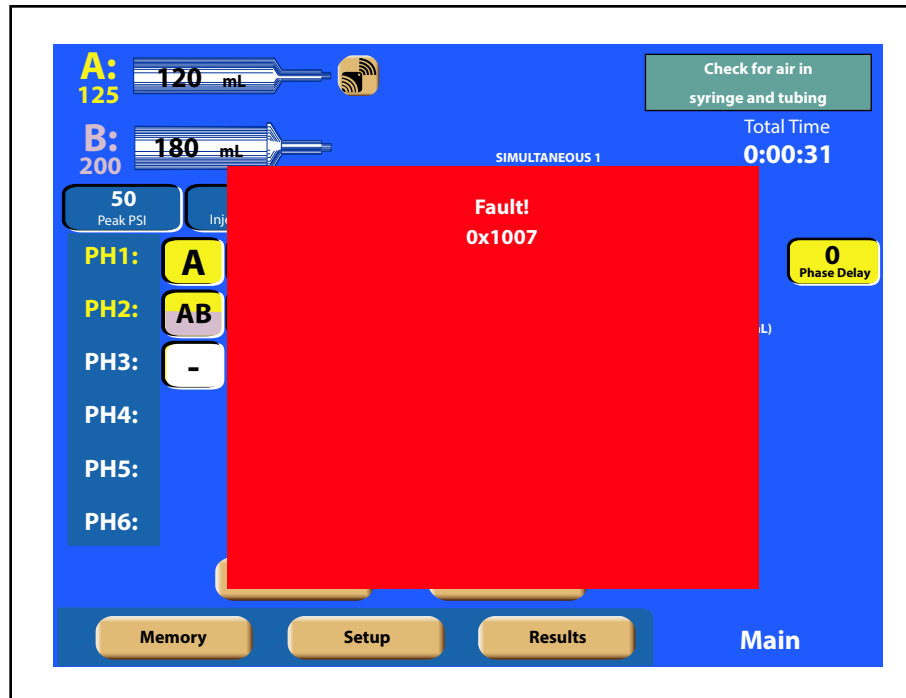 A:
125
120 mL
Check for air in
syringe and tubing
B:
200
180 mL
SIMULTANEOUS 1
Total Time
0:00:31
50
Peak PSI
Inj
Fault!
0x1007
PH1:
A
0
Phase Delay
PH2:
AB
L)
PH3:
-
PH4:
PH5:
PH6:
Memory
Setup
Results
Main